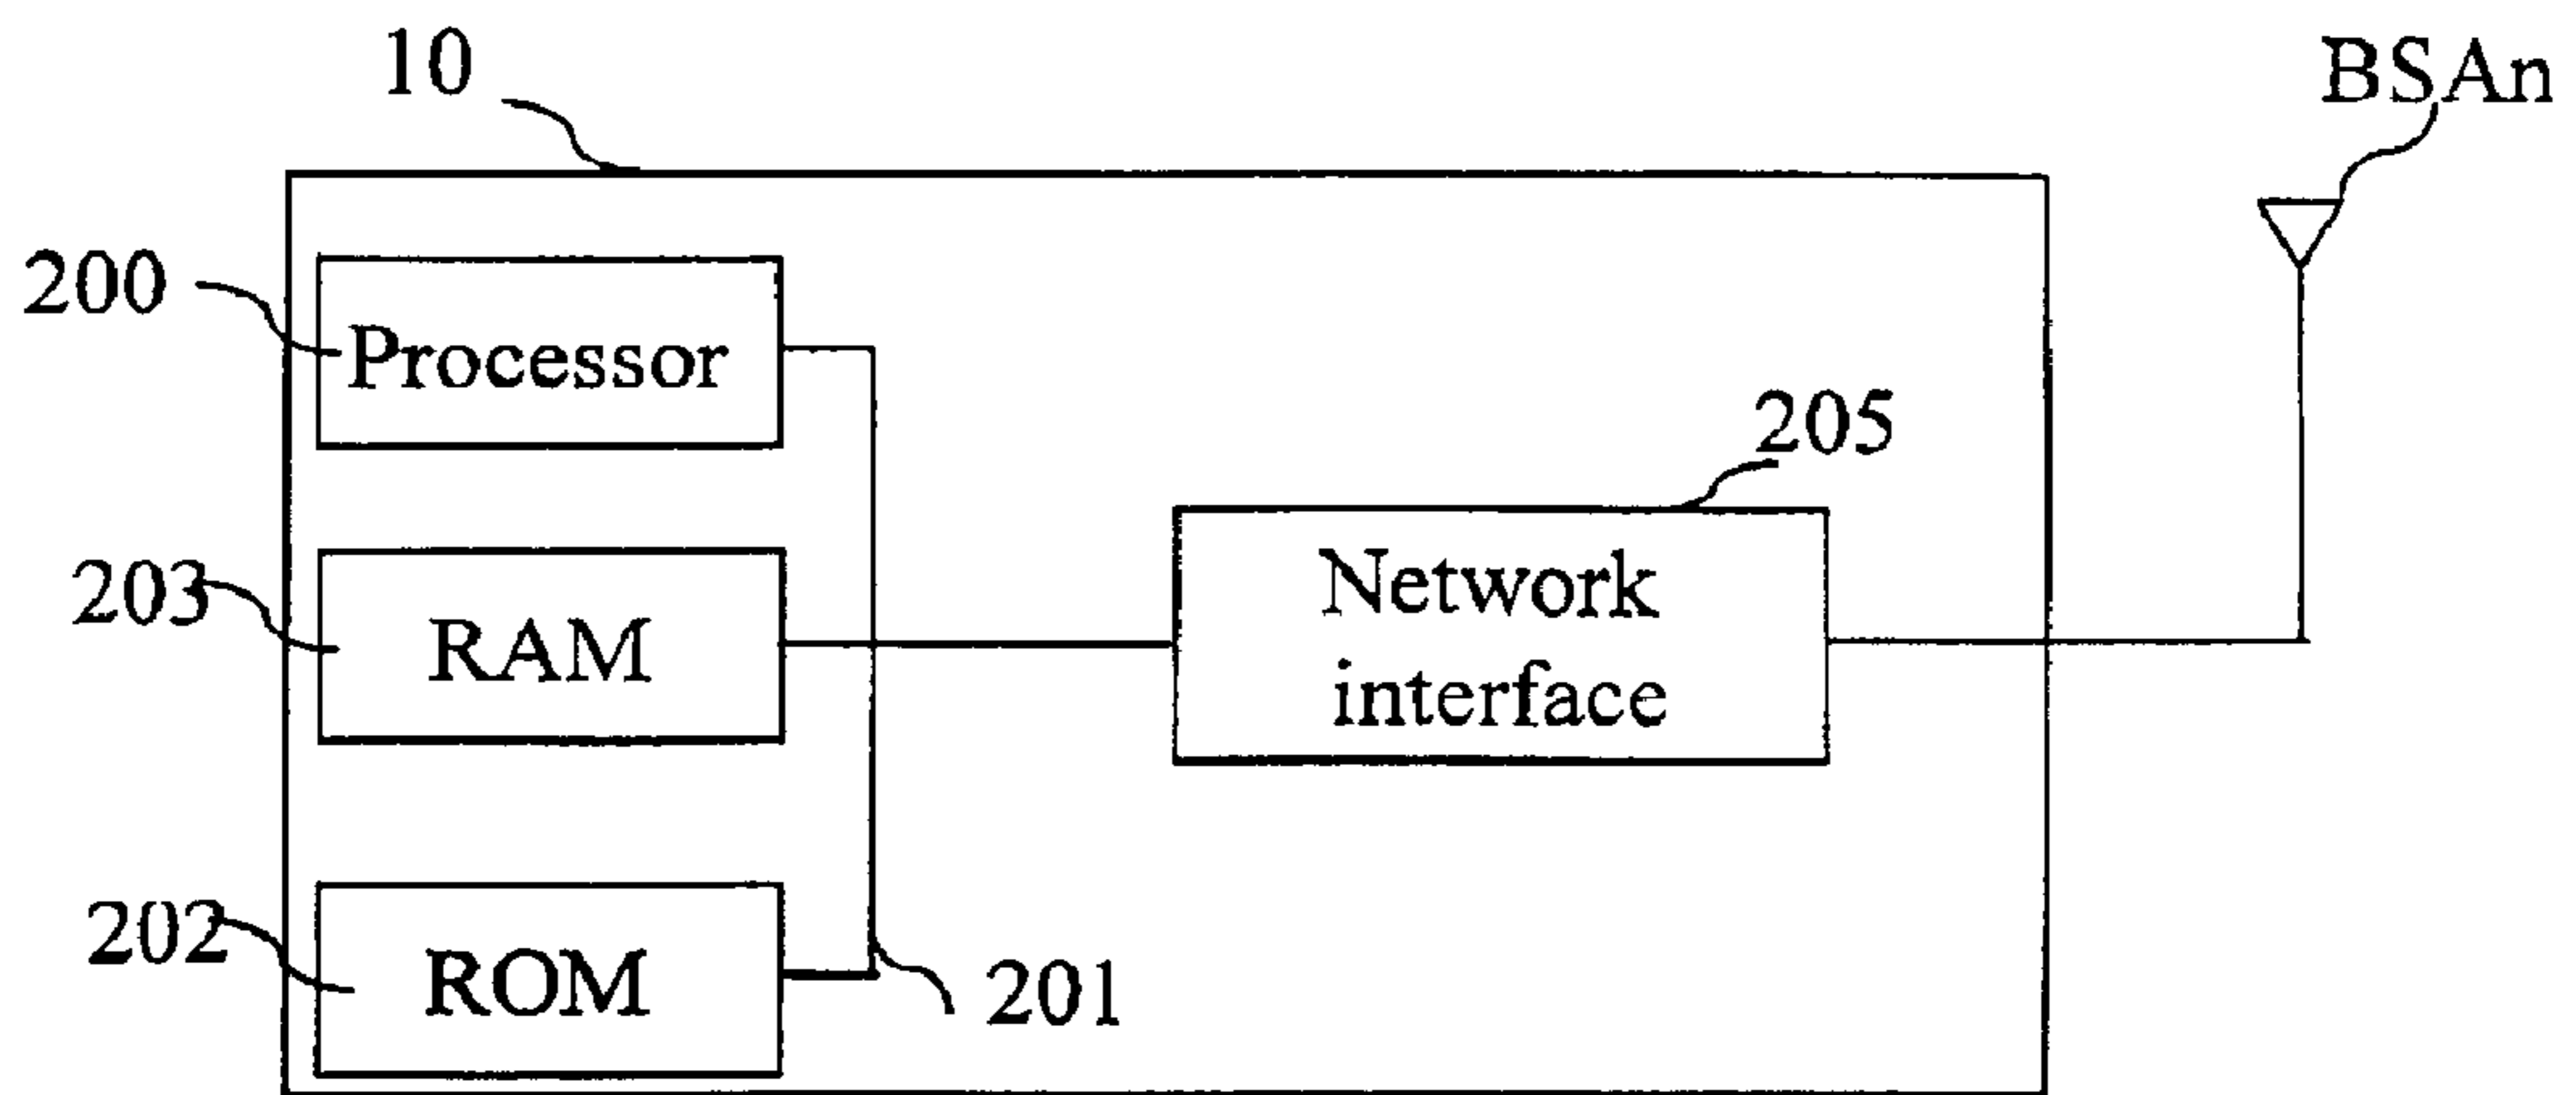 10
BSAn
200
Processor
205
203
RAM
Network
interface
202
ROM
201